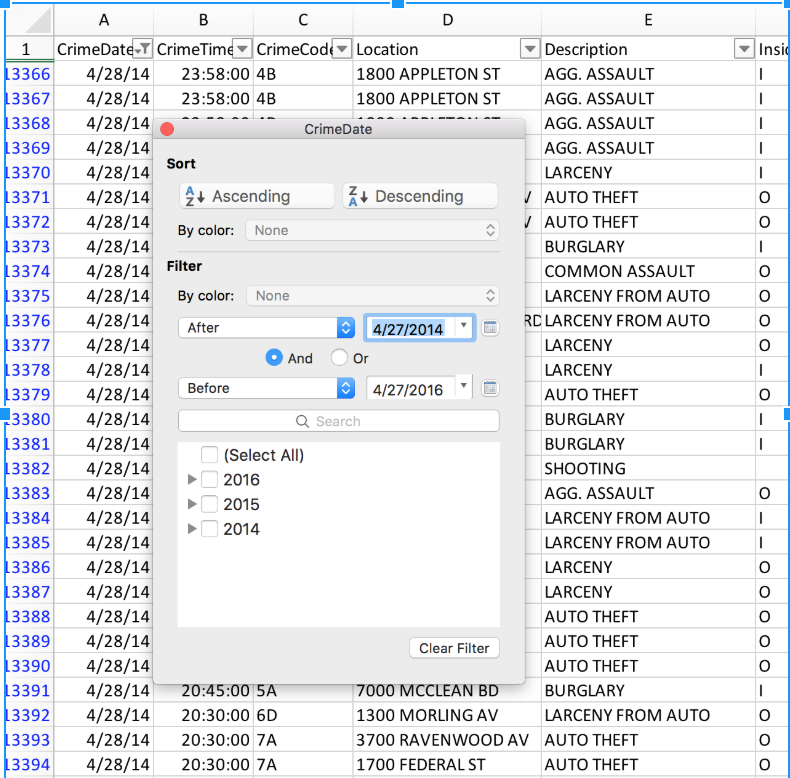 A B C D E
1 CrimeDate CrimeTime CrimeCode Location Description Insid
13366 4/28/14 23:58:00 4B 1800 APPLETON ST AGG. ASSAULT I
13367 4/28/14 23:58:00 4B 1800 APPLETON ST AGG. ASSAULT I
13368 4/28/14 AGG. ASSAULT I
CrimeDate
13369 4/28/14 AGG. ASSAULT I
Sort
13370 4/28/14 LARCENY I
13371 4/28/14 Ascending Descending V AUTO THEFT O
13372 4/28/14 V AUTO THEFT O
By color: None
13373 4/28/14 BURGLARY I
Filter
13374 4/28/14 COMMON ASSAULT O
13375 4/28/14 By color: None LARCENY FROM AUTO O
13376 4/28/14 RD LARCENY FROM AUTO O
After 4/27/2014
13377 4/28/14 LARCENY O
And Or
13378 4/28/14 LARCENY I
13379 4/28/14 Before 4/27/2016 AUTO THEFT O
13380 4/28/14 Search BURGLARY I
13381 4/28/14 BURGLARY I
(Select All)
13382 4/28/14 SHOOTING
2016
13383 4/28/14 AGG. ASSAULT O
2015
13384 4/28/14 LARCENY FROM AUTO I
2014
13385 4/28/14 LARCENY FROM AUTO I
13386 4/28/14 LARCENY O
13387 4/28/14 LARCENY O
13388 4/28/14 AUTO THEFT O
13389 4/28/14 AUTO THEFT O
Clear Filter
13390 4/28/14 AUTO THEFT O
13391 4/28/14 20:45:00 5A 7000 MCCLEAN BD BURGLARY I
13392 4/28/14 20:30:00 6D 1300 MORLING AV LARCENY FROM AUTO O
13393 4/28/14 20:30:00 7A 3700 RAVENWOOD AV AUTO THEFT O
13394 4/28/14 20:30:00 7A 1700 FEDERAL ST AUTO THEFT O